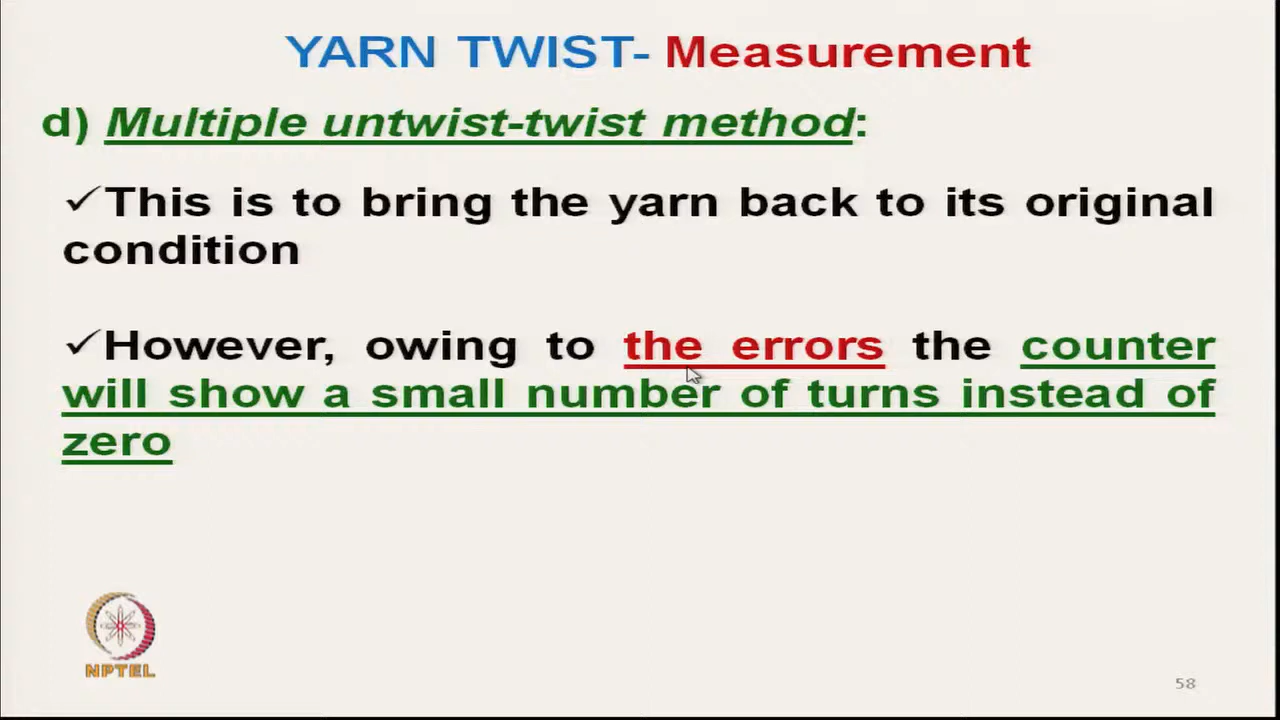 YARN TWIST- Measurement
d) Multiple untwist-twist method:
✓This is to bring the yarn back to its original
condition
✓However, owing to the errors the counter
will show a small number of turns instead of
zero
NPTEL
58